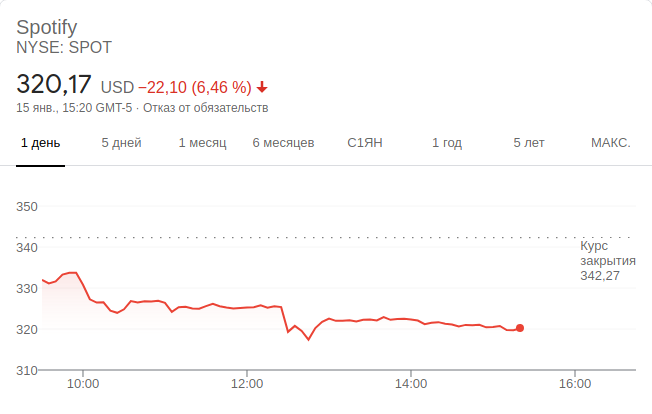 Spotify
NYSE: SPOT
320,17 USD −22,10 (6,46 %)
15 янв., 15:20 GMT-5 · Отказ от обязательств
1 день 5 дней 1 месяц 6 месяцев С1ЯН 1 год 5 лет МАКС.
350
340
Курс
закрытия
342,27
330
320
310
10:00 12:00 14:00 16:00